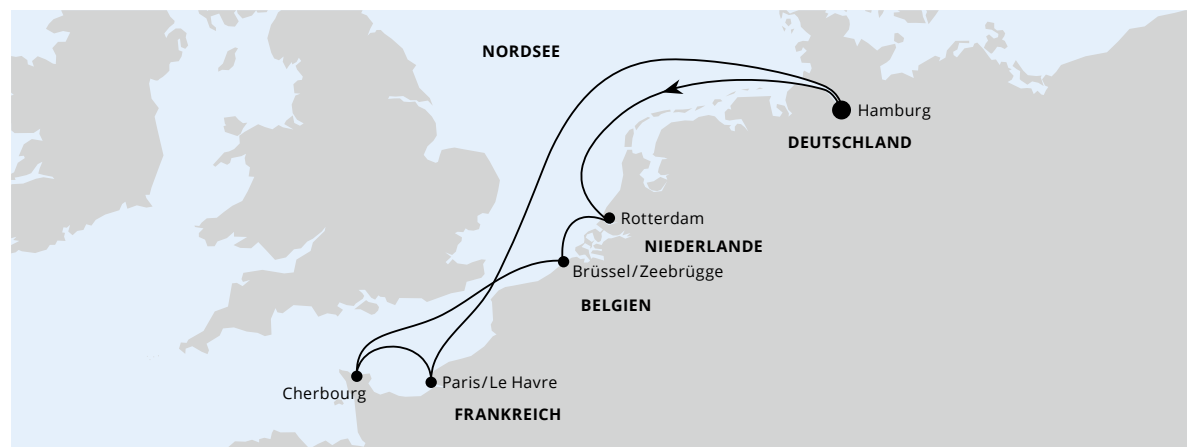 NORDSEE
Hamburg
DEUTSCHLAND
Rotterdam
NIEDERLANDE
Brüssel/Zeebrügge
BELGIEN
Paris/Le Havre
Cherbourg
FRANKREICH